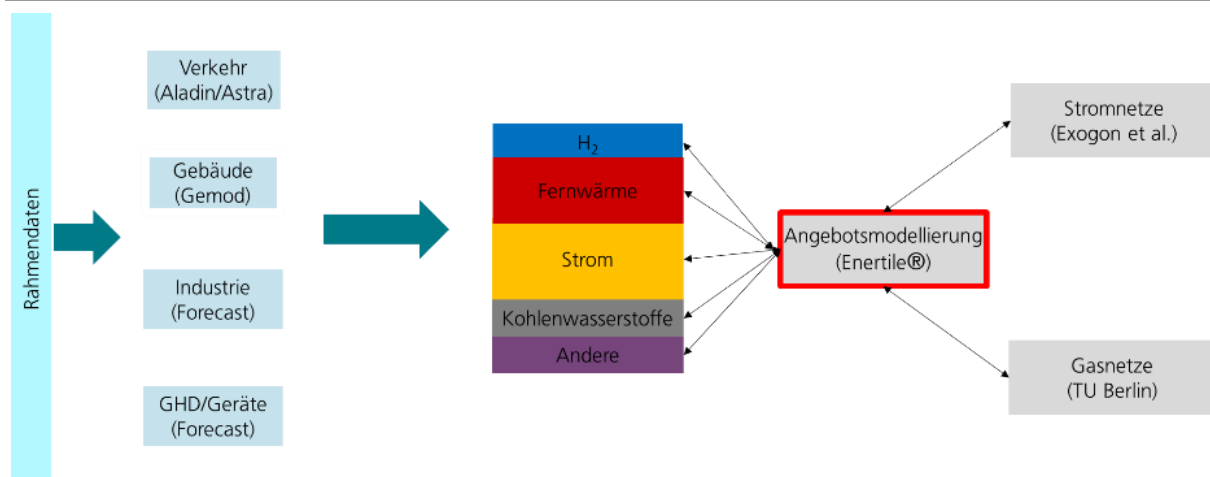 Rahmendaten
Verkehr
(Aladin/Astra)
Gebäude
(Gemod)
Industrie
(Forecast)
GHD/Geräte
(Forecast)
H₂
Fernwärme
Strom
Kohlenwasserstoffe
Andere
Angebotsmodellierung
(Enertile®)
Stromnetze
(Exogon et al.)
Gasnetze
(TU Berlin)